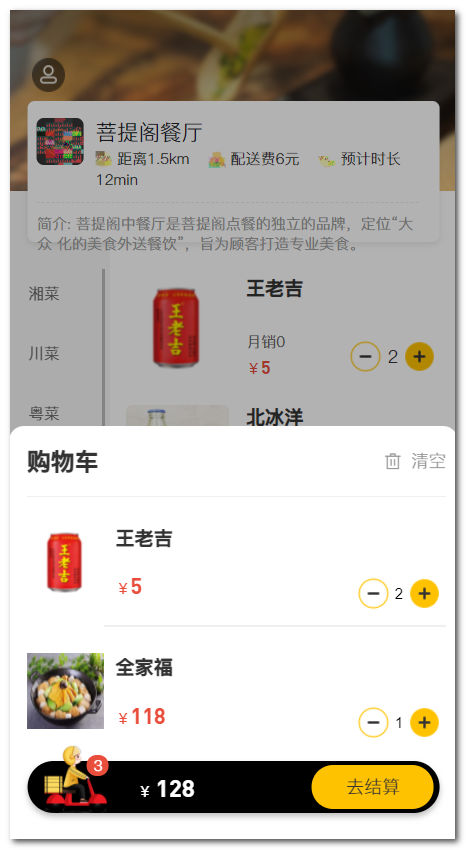 菩提阁餐厅
距离1.5km 配送费6元 预计时长
12min
简介: 菩提阁中餐厅是菩提阁点餐的独立的品牌，定位“大
众 化的美食外送餐饮”，旨为顾客打造专业美食。
湘菜
川菜
粤菜
王老吉
王老吉
月销0
¥5
2
北冰洋
购物车
清空
王老吉
王老吉
¥5
2
全家福
¥118
1
3
¥ 128
去结算